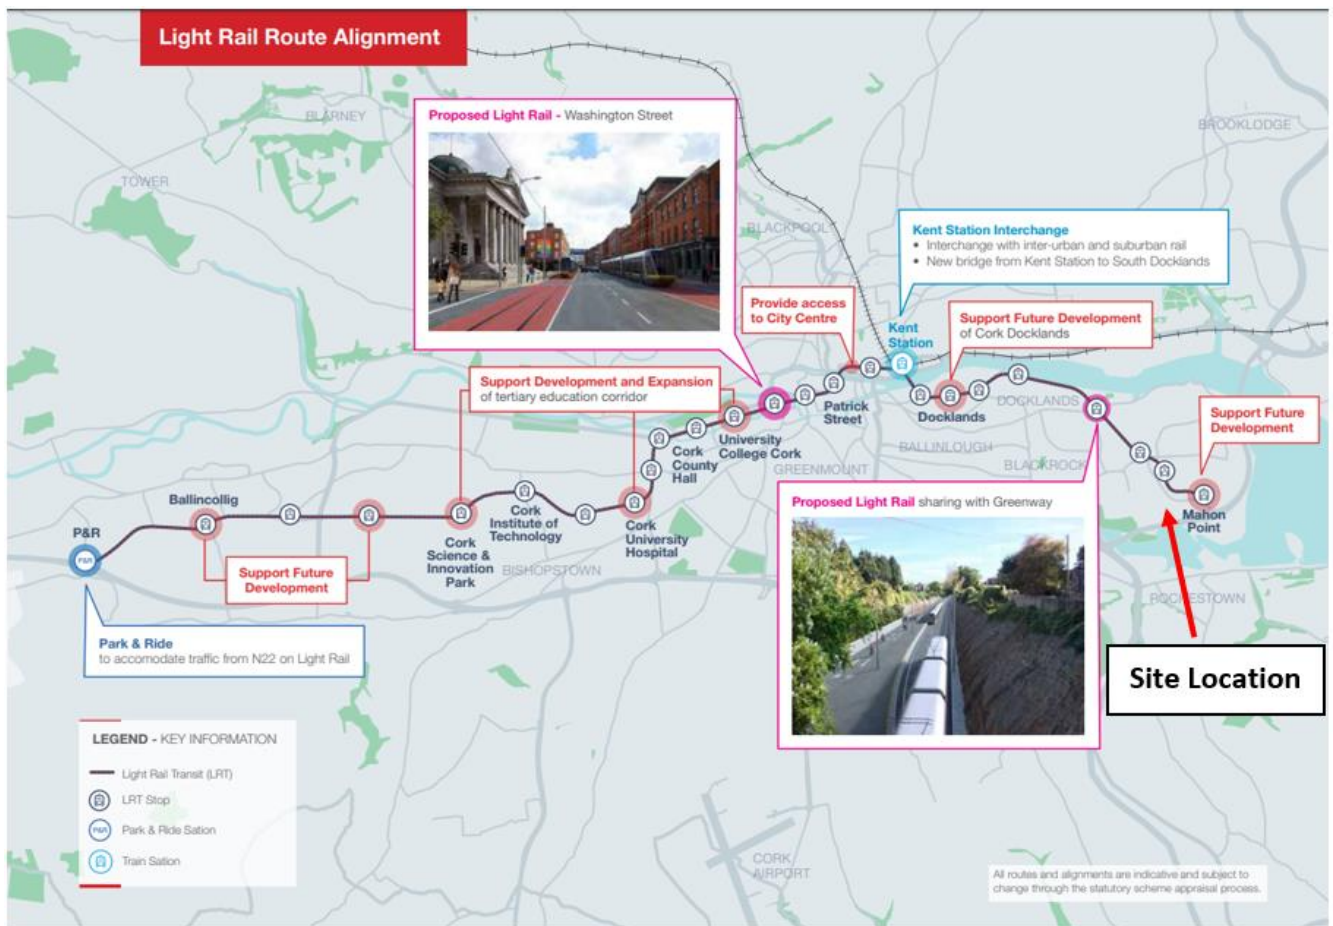 Light Rail Route Alignment
BLARNEY
BROOKLODGE
TOWER
Proposed Light Rail - Washington Street
BLACKPOOL
Kent Station Interchange
• Interchange with inter-urban and suburban rail
• New bridge from Kent Station to South Docklands
Provide access
to City Centre
Kent
Station
Support Future Development
of Cork Docklands
Support Development and Expansion
of tertiary education corridor
Patrick
Street
Docklands
DOCKLANDS
Support Future
Development
University
College Cork
Cork
County
Hall
GREENMOUNT
BALLINLOUGH
BLACKROCK
Ballincollig
P&R
P&R
Cork
Institute of
Technology
Cork
Science &
Innovation
Park
Cork
University
Hospital
BISHOPSTOWN
Mahon
Point
Support Future
Development
Proposed Light Rail sharing with Greenway
ROCHESTOWN
Site Location
Park & Ride
to accomodate traffic from N22 on Light Rail
LEGEND - KEY INFORMATION
Light Rail Transit (LRT)
LRT Stop
P&R
Park & Ride Sation
Train Sation
CORK
AIRPORT
All routes and alignments are indicative and subject to
change through the statutory scheme appraisal process.